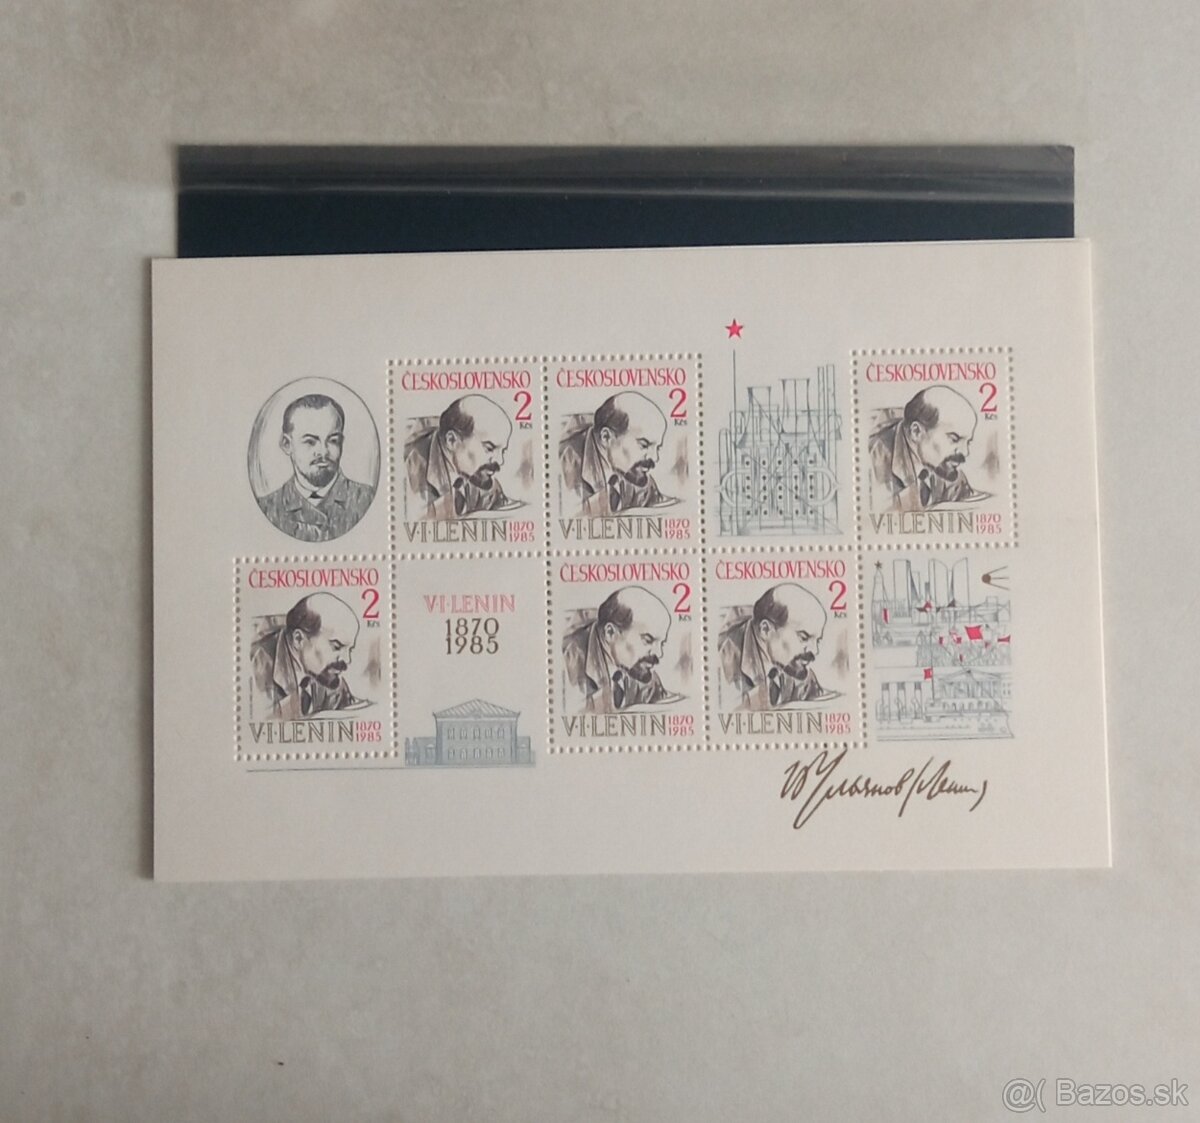 ČESKOSLOVENSKO
2
Kčs
V·I·LENIN 1870
1985
ČESKOSLOVENSKO
2
Kčs
V·I·LENIN 1870
1985
ČESKOSLOVENSKO
2
Kčs
V·I·LENIN 1870
1985
ČESKOSLOVENSKO
2
Kčs
V·I·LENIN 1870
1985
V·I·LENIN
1870
1985
ČESKOSLOVENSKO
2
Kčs
V·I·LENIN 1870
1985
ČESKOSLOVENSKO
2
Kčs
V·I·LENIN 1870
1985
Ульянов (Ленин)
@( Bazos.sk